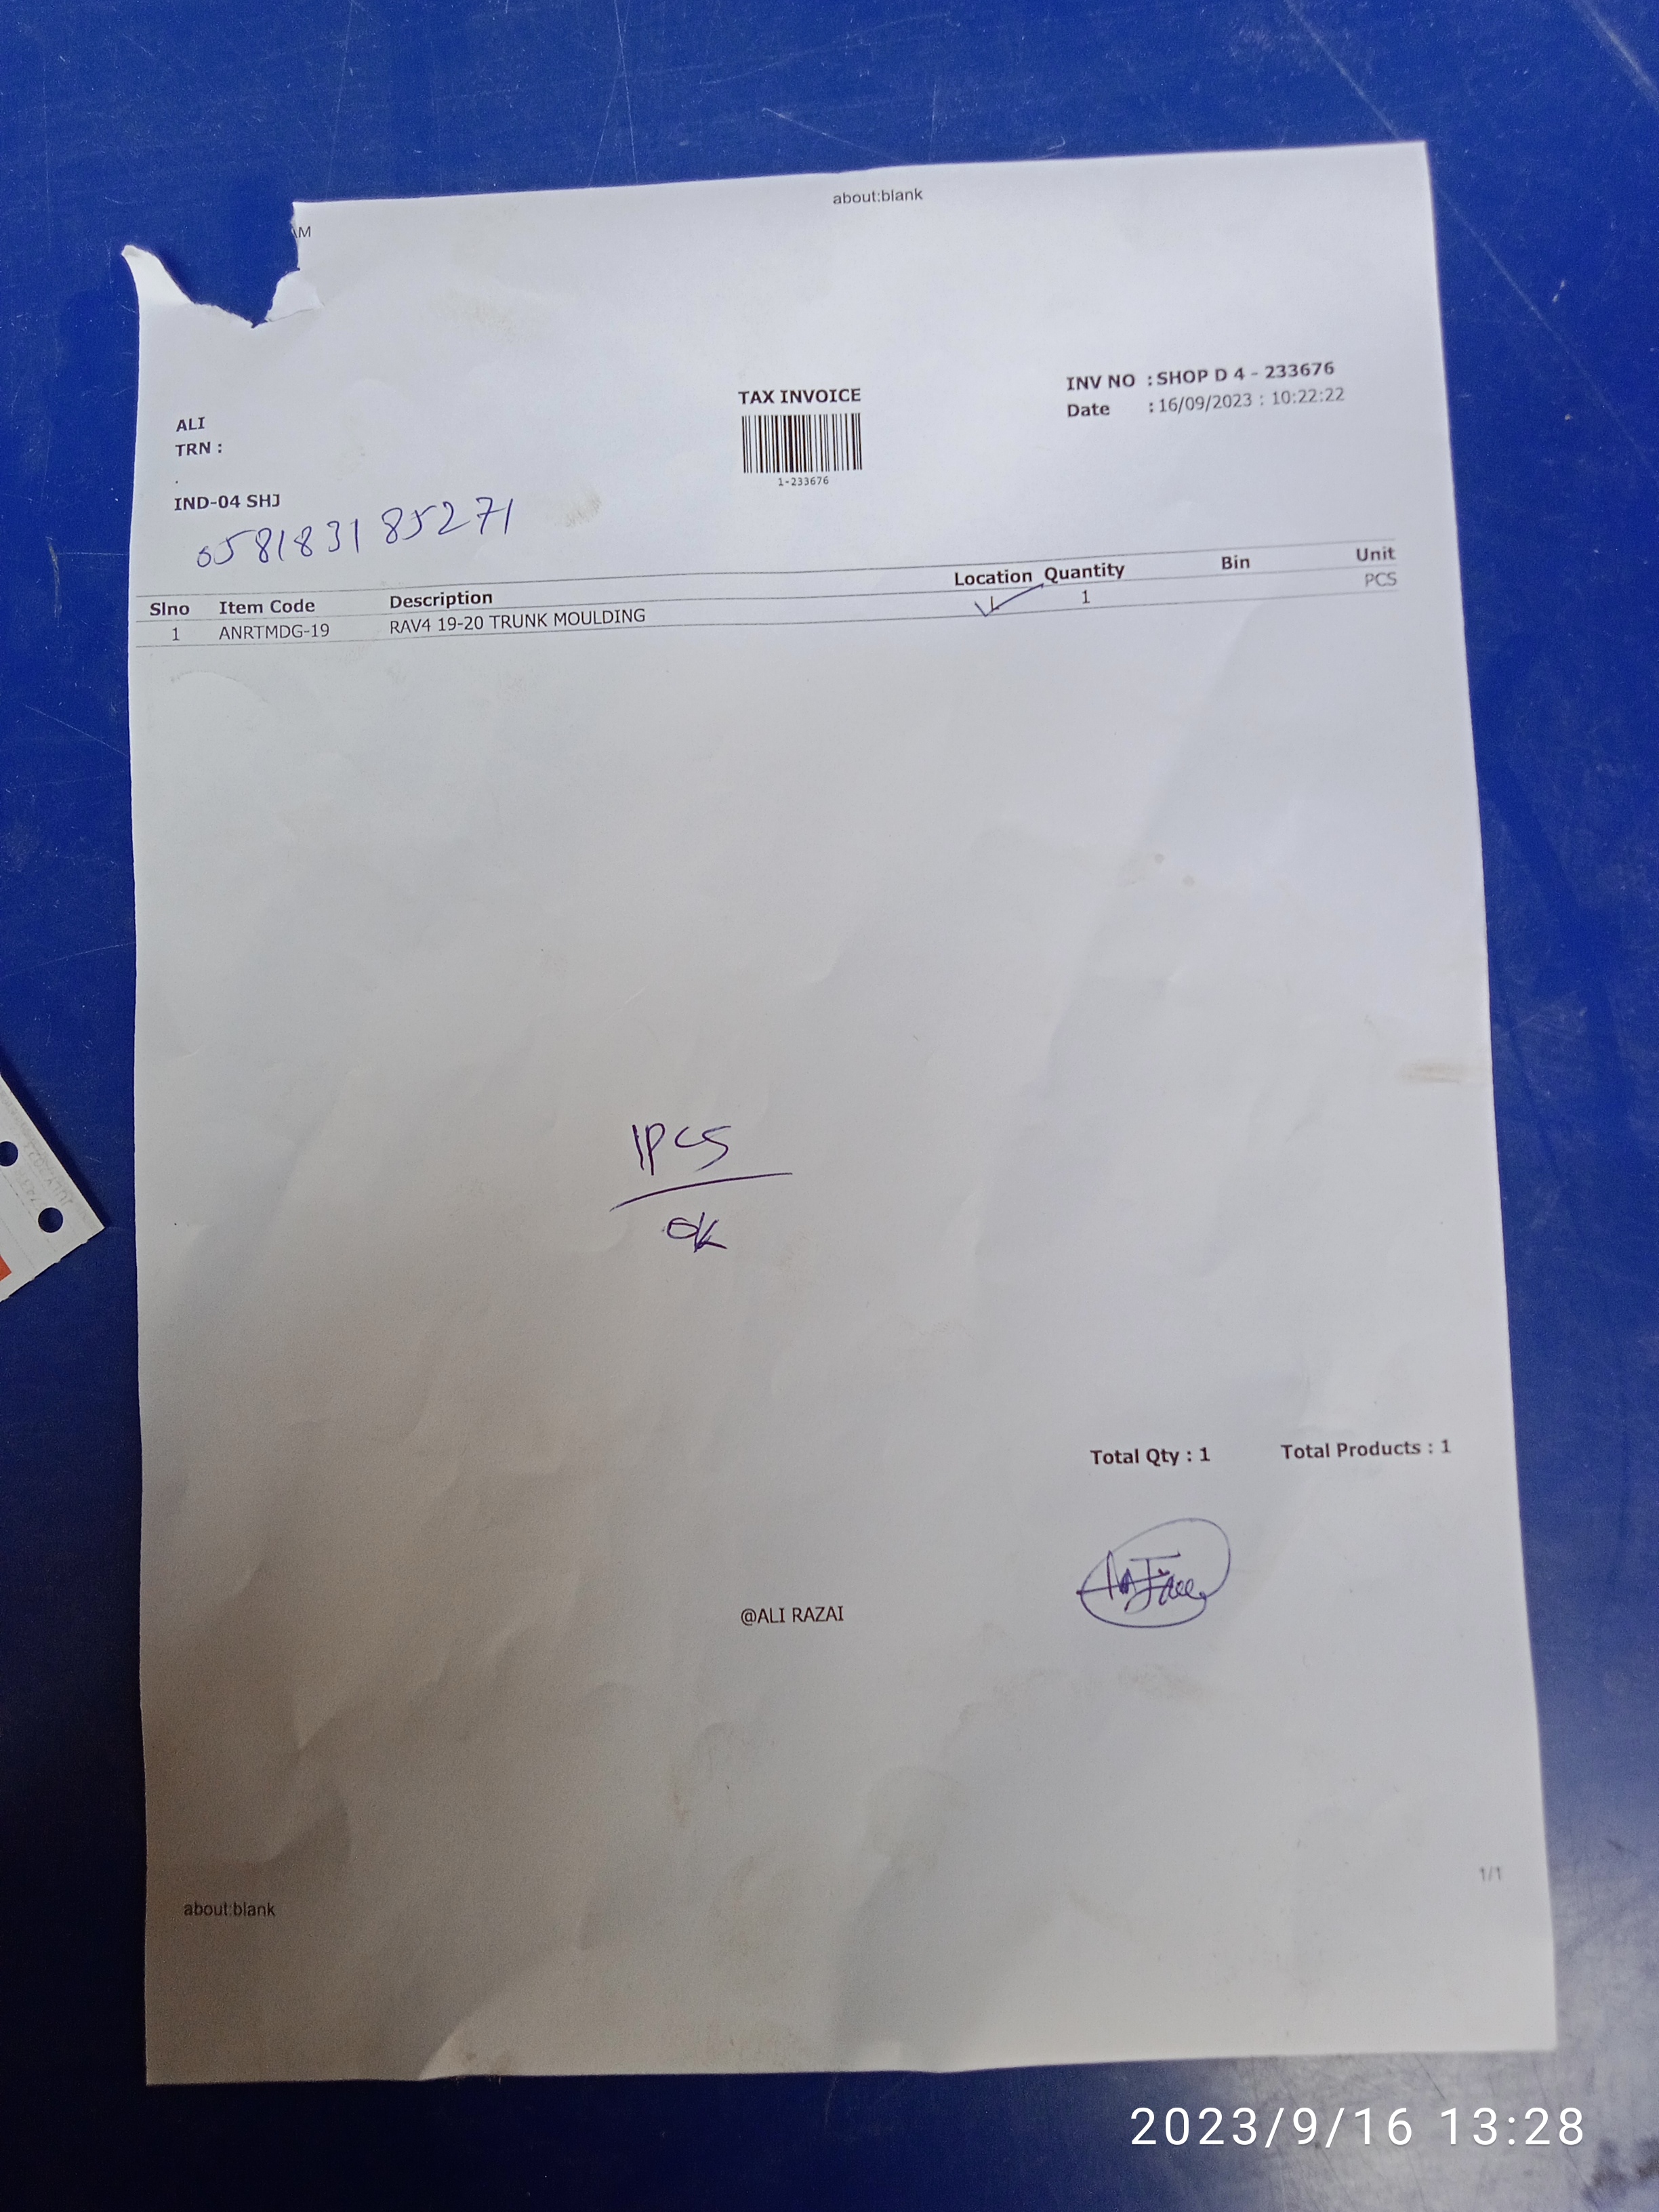 about:blank
AM
TAX INVOICE
1-233676
INV NO : SHOP D 4 - 233676
Date : 16/09/2023 : 10:22:22
ALI
TRN :
.
IND-04 SHJ
058183185271
Slno Item Code Description Location Quantity Bin Unit
1 ANRTMDG-19 RAV4 19-20 TRUNK MOULDING L 1 PCS
1PCS
ok
Total Qty : 1 Total Products : 1
@ALI RAZAI
1/1
about:blank
2023/9/16 13:28